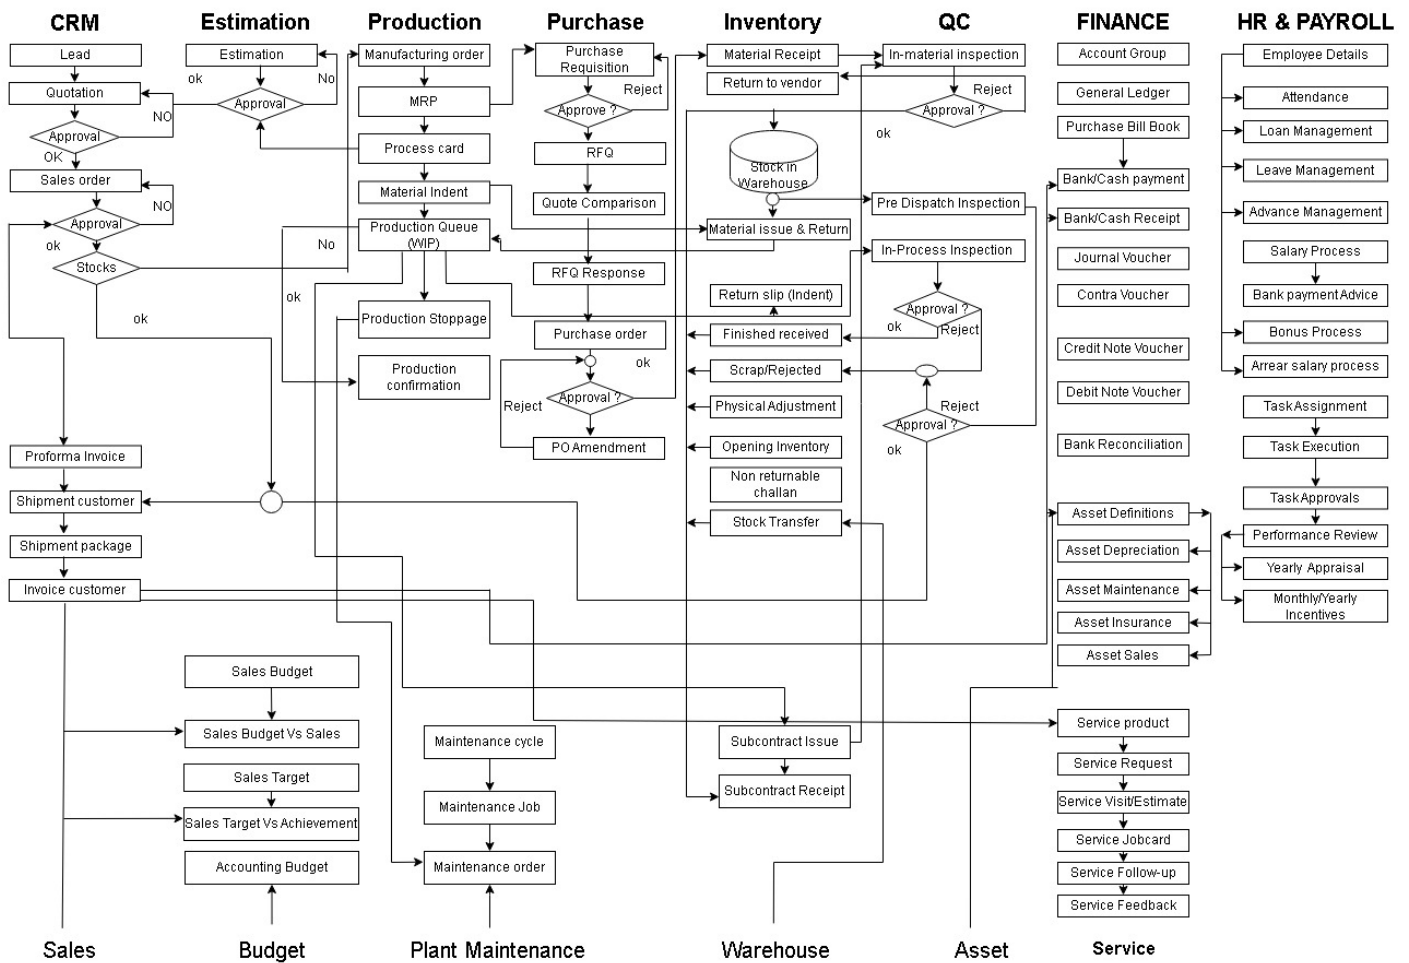 CRM
Estimation
Production
Purchase
Inventory
QC
FINANCE
HR & PAYROLL
Lead
Quotation
NO
Approval
OK
Sales order
NO
Approval
ok
Stocks
ok
Proforma Invoice
Shipment customer
Shipment package
Invoice customer
Estimation
ok
No
Approval
Manufacturing order
MRP
Process card
Material Indent
Production Queue
(WIP)
No
ok
Production Stoppage
Production
confirmation
Purchase
Requisition
Reject
Approve ?
RFQ
Quote Comparison
RFQ Response
Purchase order
ok
Approval ?
Reject
PO Amendment
Material Receipt
Return to vendor
Stock in
Warehouse
Material issue & Return
Return slip (Indent)
Finished received
Scrap/Rejected
Physical Adjustment
Opening Inventory
Non returnable
challan
Stock Transfer
In-material inspection
Reject
Approval ?
ok
Pre Dispatch Inspection
In-Process Inspection
Approval ?
ok
Reject
Reject
Approval ?
ok
Account Group
General Ledger
Purchase Bill Book
Bank/Cash payment
Bank/Cash Receipt
Journal Voucher
Contra Voucher
Credit Note Voucher
Debit Note Voucher
Bank Reconciliation
Asset Definitions
Asset Depreciation
Asset Maintenance
Asset Insurance
Asset Sales
Employee Details
Attendance
Loan Management
Leave Management
Advance Management
Salary Process
Bank payment Advice
Bonus Process
Arrear salary process
Task Assignment
Task Execution
Task Approvals
Performance Review
Yearly Appraisal
Monthly/Yearly
Incentives
Sales Budget
Sales Budget Vs Sales
Sales Target
Sales Target Vs Achievement
Accounting Budget
Maintenance cycle
Maintenance Job
Maintenance order
Subcontract Issue
Subcontract Receipt
Service product
Service Request
Service Visit/Estimate
Service Jobcard
Service Follow-up
Service Feedback
Sales
Budget
Plant Maintenance
Warehouse
Asset
Service